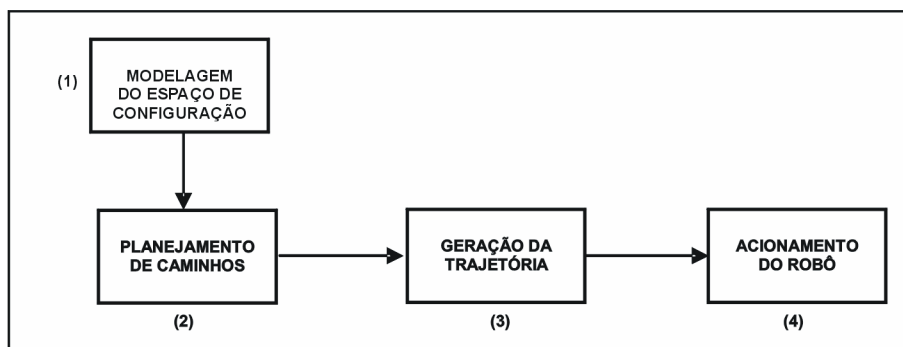 (1)
MODELAGEM
DO ESPAÇO DE
CONFIGURAÇÃO
PLANEJAMENTO
DE CAMINHOS
(2)
GERAÇÃO DA
TRAJETÓRIA
(3)
ACIONAMENTO
DO ROBÔ
(4)